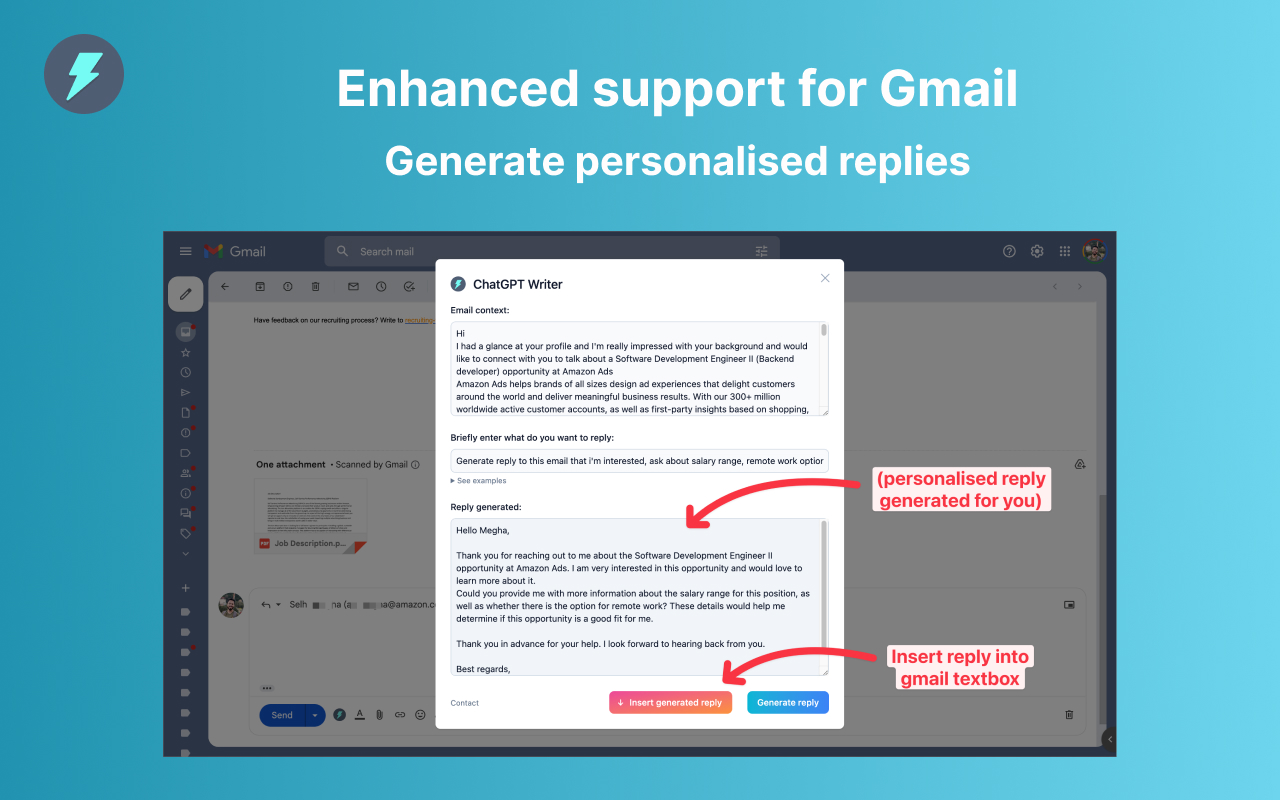 Enhanced support for Gmail
Generate personalised replies
Gmail
Search mail
ChatGPT Writer
Email context:
Hi
I had a glance at your profile and I'm really impressed with your background and would
like to connect with you to talk about a Software Development Engineer II (Backend
developer) opportunity at Amazon Ads
Amazon Ads helps brands of all sizes design ad experiences that delight customers
around the world and deliver meaningful business results. With our 300+ million
worldwide active customer accounts, as well as first-party insights based on shopping,
Have feedback on our recruiting process? Write to recruiting-
Briefly enter what do you want to reply:
Generate reply to this email that i'm interested, ask about salary range, remote work option
See examples
One attachment • Scanned by Gmail
PDF Job Description.p...
(personalised reply
generated for you)
Reply generated:
Hello Megha,
Thank you for reaching out to me about the Software Development Engineer II
opportunity at Amazon Ads. I am very interested in this opportunity and would love to
learn more about it.
Could you provide me with more information about the salary range for this position, as
well as whether there is the option for remote work? These details would help me
determine if this opportunity is a good fit for me.
Thank you in advance for your help. I look forward to hearing back from you.
Best regards,
Selh na (a a@amazon.c
Insert reply into
gmail textbox
Contact
Insert generated reply
Generate reply
Send